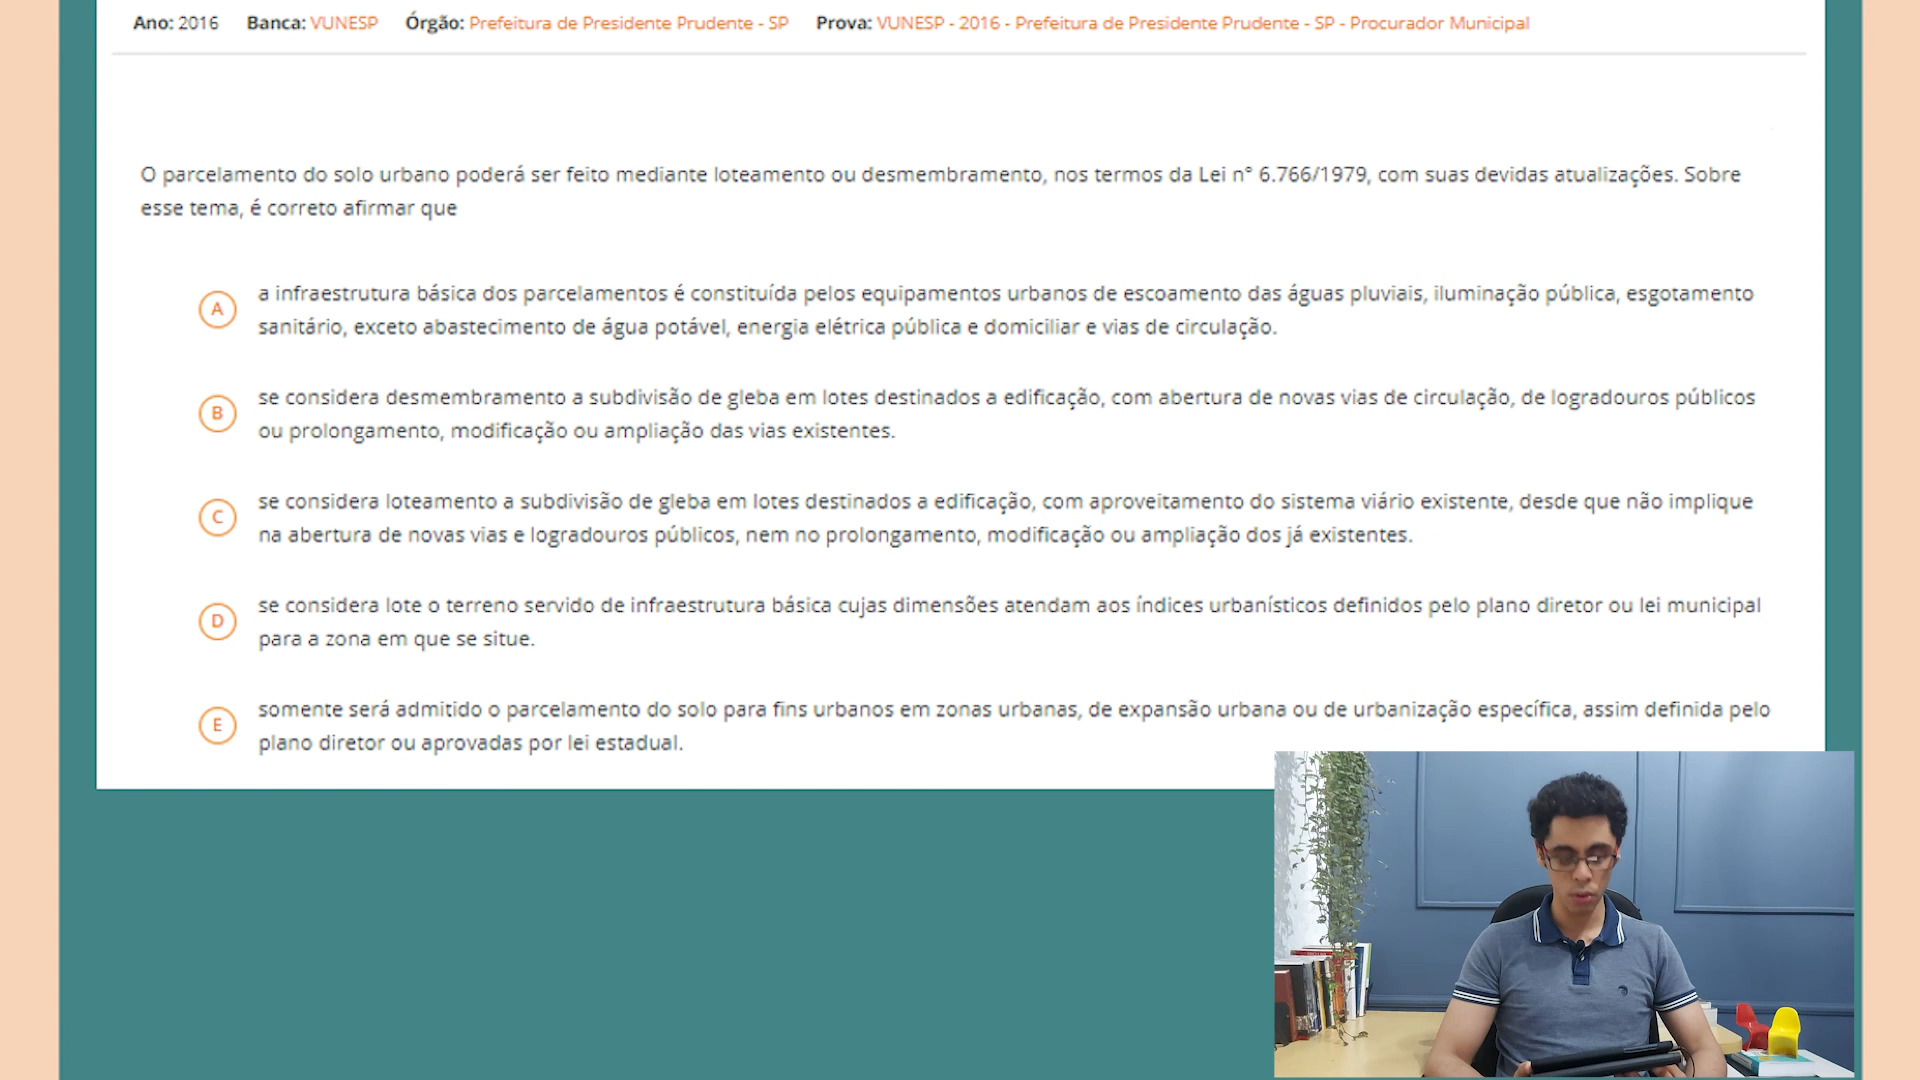 Ano: 2016 Banca: VUNESP Órgão: Prefeitura de Presidente Prudente - SP Prova: VUNESP - 2016 - Prefeitura de Presidente Prudente - SP - Procurador Municipal
O parcelamento do solo urbano poderá ser feito mediante loteamento ou desmembramento, nos termos da Lei n° 6.766/1979, com suas devidas atualizações. Sobre
esse tema, é correto afirmar que
A a infraestrutura básica dos parcelamentos é constituída pelos equipamentos urbanos de escoamento das águas pluviais, iluminação pública, esgotamento
sanitário, exceto abastecimento de água potável, energia elétrica pública e domiciliar e vias de circulação.
B se considera desmembramento a subdivisão de gleba em lotes destinados a edificação, com abertura de novas vias de circulação, de logradouros públicos
ou prolongamento, modificação ou ampliação das vias existentes.
C se considera loteamento a subdivisão de gleba em lotes destinados a edificação, com aproveitamento do sistema viário existente, desde que não implique
na abertura de novas vias e logradouros públicos, nem no prolongamento, modificação ou ampliação dos já existentes.
D se considera lote o terreno servido de infraestrutura básica cujas dimensões atendam aos índices urbanísticos definidos pelo plano diretor ou lei municipal
para a zona em que se situe.
E somente será admitido o parcelamento do solo para fins urbanos em zonas urbanas, de expansão urbana ou de urbanização específica, assim definida pelo
plano diretor ou aprovadas por lei estadual.